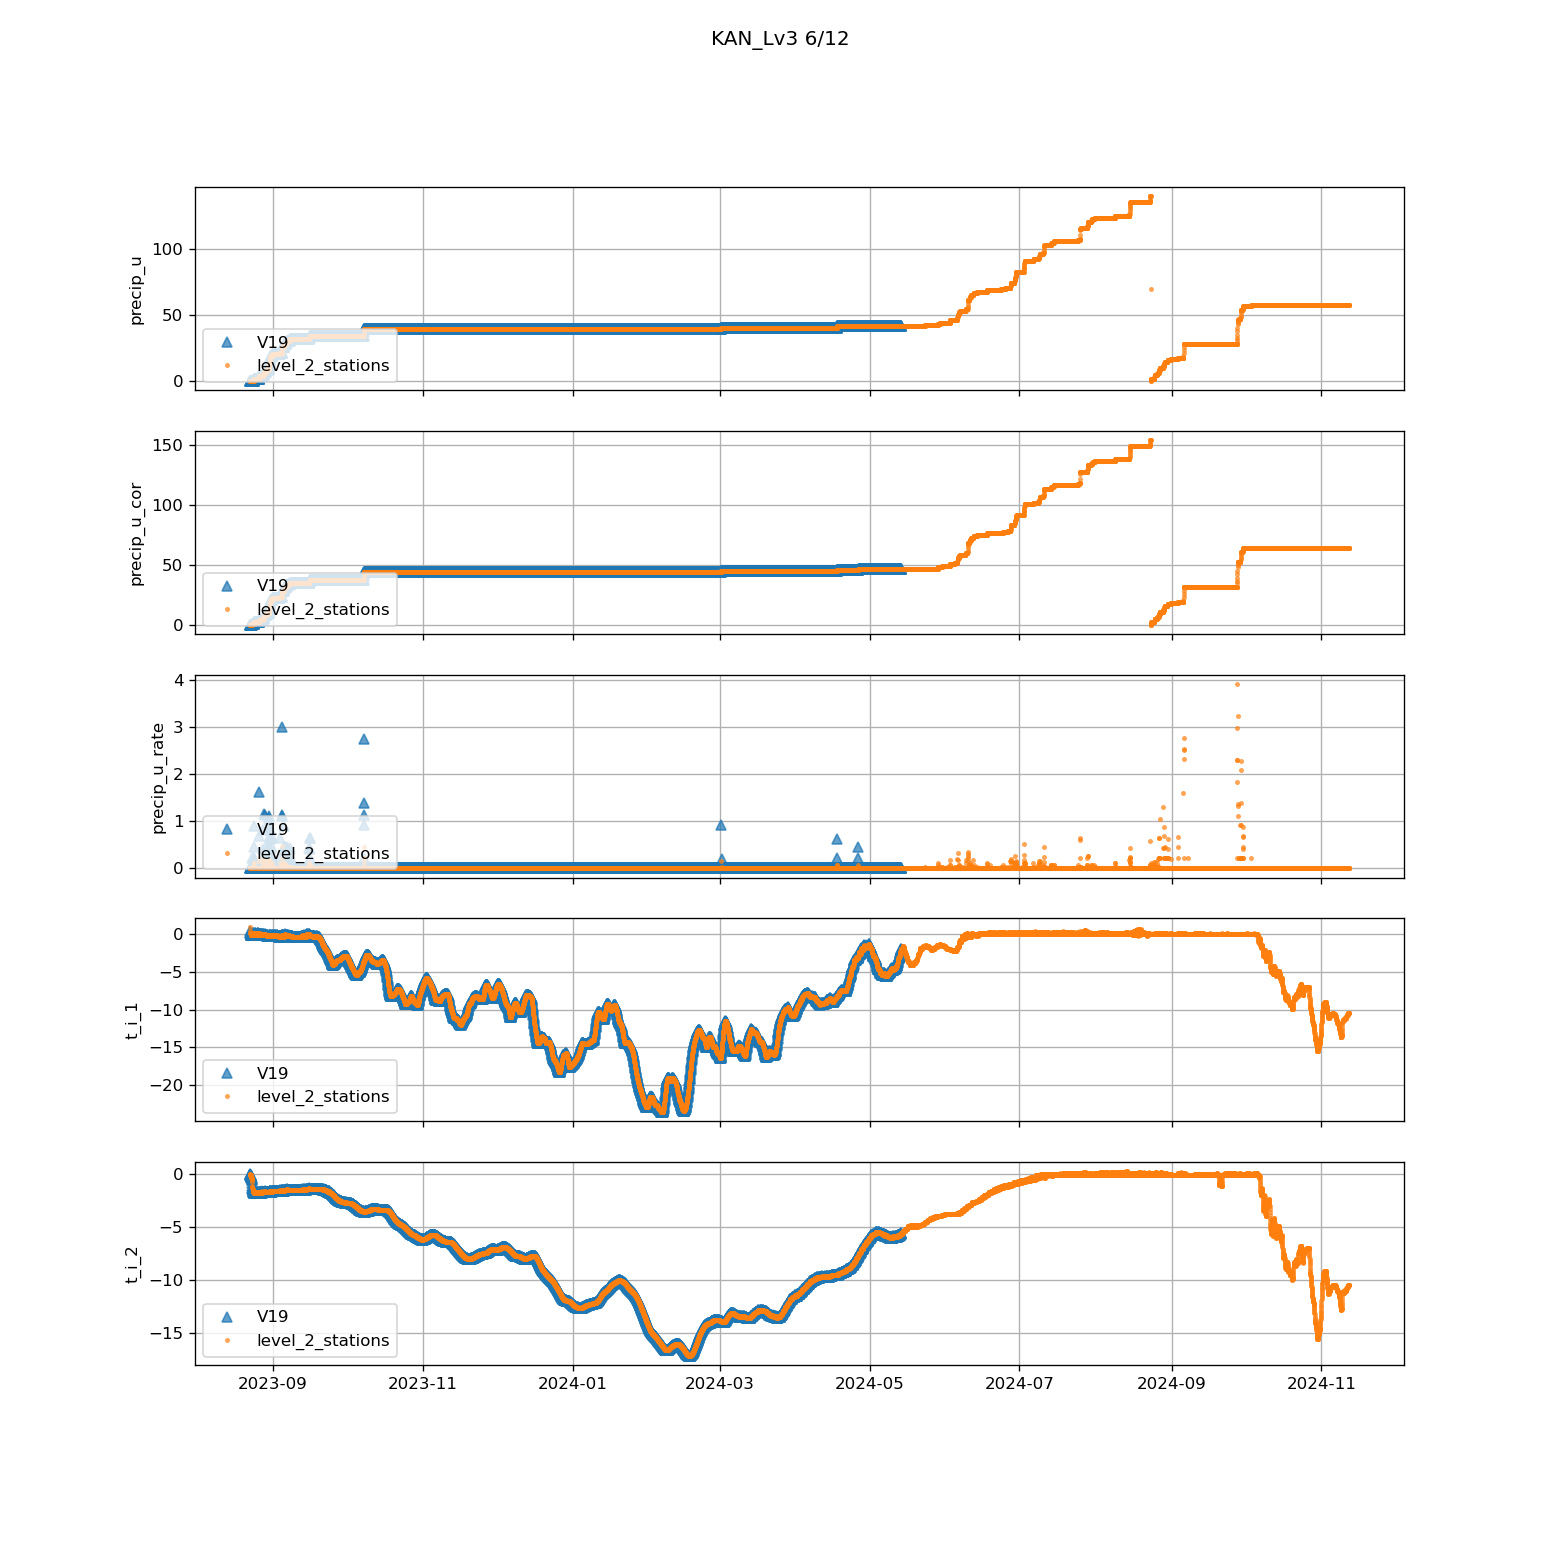 KAN_Lv3 6/12
precip_u
100
50
0
V19
level_2_stations
precip_u_cor
150
100
50
0
V19
level_2_stations
precip_u_rate
4
3
2
1
0
V19
level_2_stations
t_i_1
0
−5
−10
−15
−20
V19
level_2_stations
t_i_2
0
−5
−10
−15
V19
level_2_stations
2023-09 2023-11 2024-01 2024-03 2024-05 2024-07 2024-09 2024-11